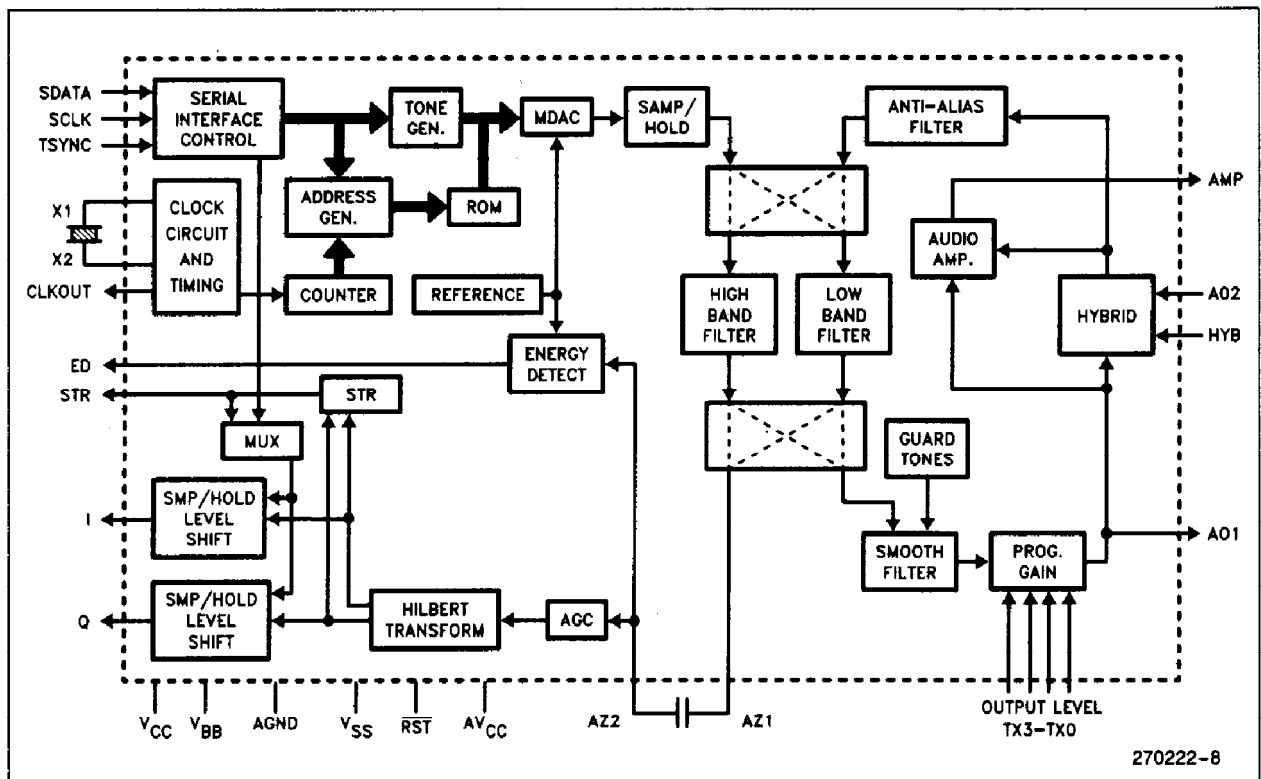 SDATA
SCLK
TSYNC
SERIAL
INTERFACE
CONTROL
TONE
GEN.
MDAC
SAMP/
HOLD
ANTI-ALIAS
FILTER
X1
X2
CLKOUT
CLOCK
CIRCUIT
AND
TIMING
ADDRESS
GEN.
ROM
COUNTER
REFERENCE
HIGH
BAND
FILTER
LOW
BAND
FILTER
AUDIO
AMP.
AMP
HYBRID
AO2
HYB
ED
STR
ENERGY
DETECT
STR
MUX
GUARD
TONES
I
SMP/HOLD
LEVEL
SHIFT
SMOOTH
FILTER
PROG.
GAIN
AO1
Q
SMP/HOLD
LEVEL
SHIFT
HILBERT
TRANSFORM
AGC
VCC
VBB
AGND
VSS
RST
AVCC
AZ2
AZ1
OUTPUT LEVEL
TX3-TX0
270222-8